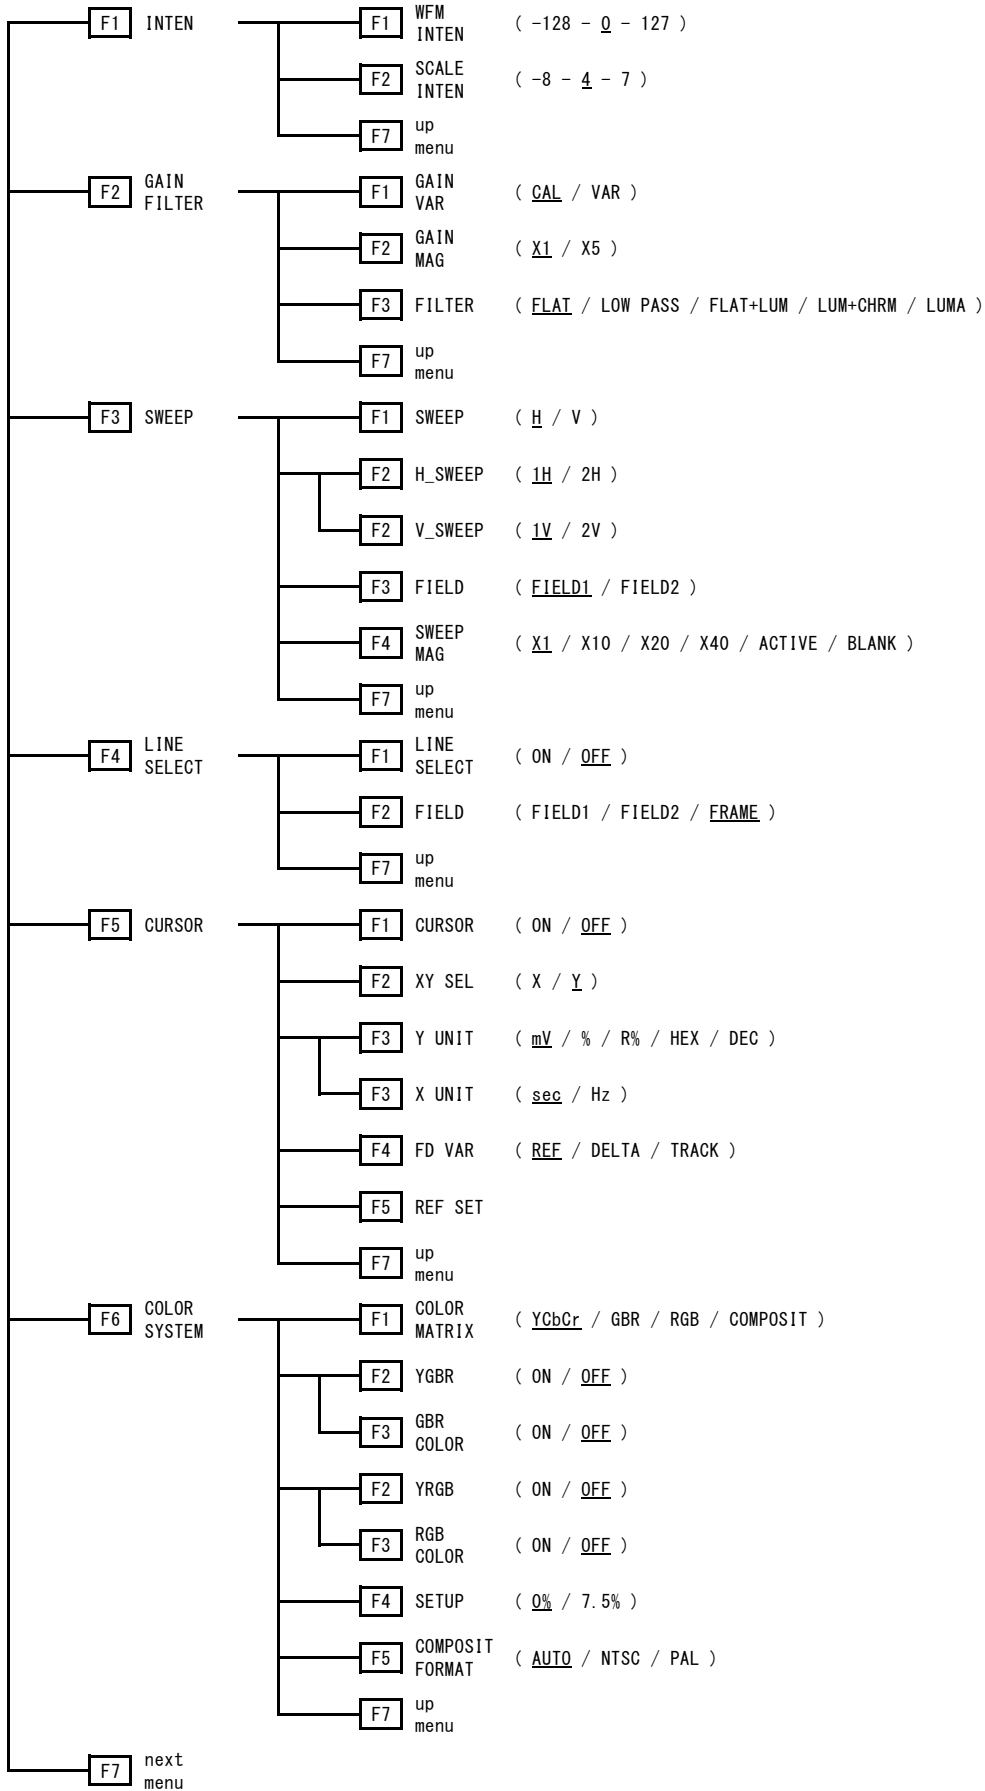 F1 INTEN F1 WFM INTEN ( -128 - 0 - 127 )
F2 SCALE INTEN ( -8 - 4 - 7 )
F7 up menu
F2 GAIN FILTER F1 GAIN VAR ( CAL / VAR )
F2 GAIN MAG ( X1 / X5 )
F3 FILTER ( FLAT / LOW PASS / FLAT+LUM / LUM+CHRM / LUMA )
F7 up menu
F3 SWEEP F1 SWEEP ( H / V )
F2 H_SWEEP ( 1H / 2H )
F2 V_SWEEP ( 1V / 2V )
F3 FIELD ( FIELD1 / FIELD2 )
F4 SWEEP MAG ( X1 / X10 / X20 / X40 / ACTIVE / BLANK )
F7 up menu
F4 LINE SELECT F1 LINE SELECT ( ON / OFF )
F2 FIELD ( FIELD1 / FIELD2 / FRAME )
F7 up menu
F5 CURSOR F1 CURSOR ( ON / OFF )
F2 XY SEL ( X / Y )
F3 Y UNIT ( mV / % / R% / HEX / DEC )
F3 X UNIT ( sec / Hz )
F4 FD VAR ( REF / DELTA / TRACK )
F5 REF SET
F7 up menu
F6 COLOR SYSTEM F1 COLOR MATRIX ( YCbCr / GBR / RGB / COMPOSIT )
F2 YGBR ( ON / OFF )
F3 GBR COLOR ( ON / OFF )
F2 YRGB ( ON / OFF )
F3 RGB COLOR ( ON / OFF )
F4 SETUP ( 0% / 7.5% )
F5 COMPOSIT FORMAT ( AUTO / NTSC / PAL )
F7 up menu
F7 next menu